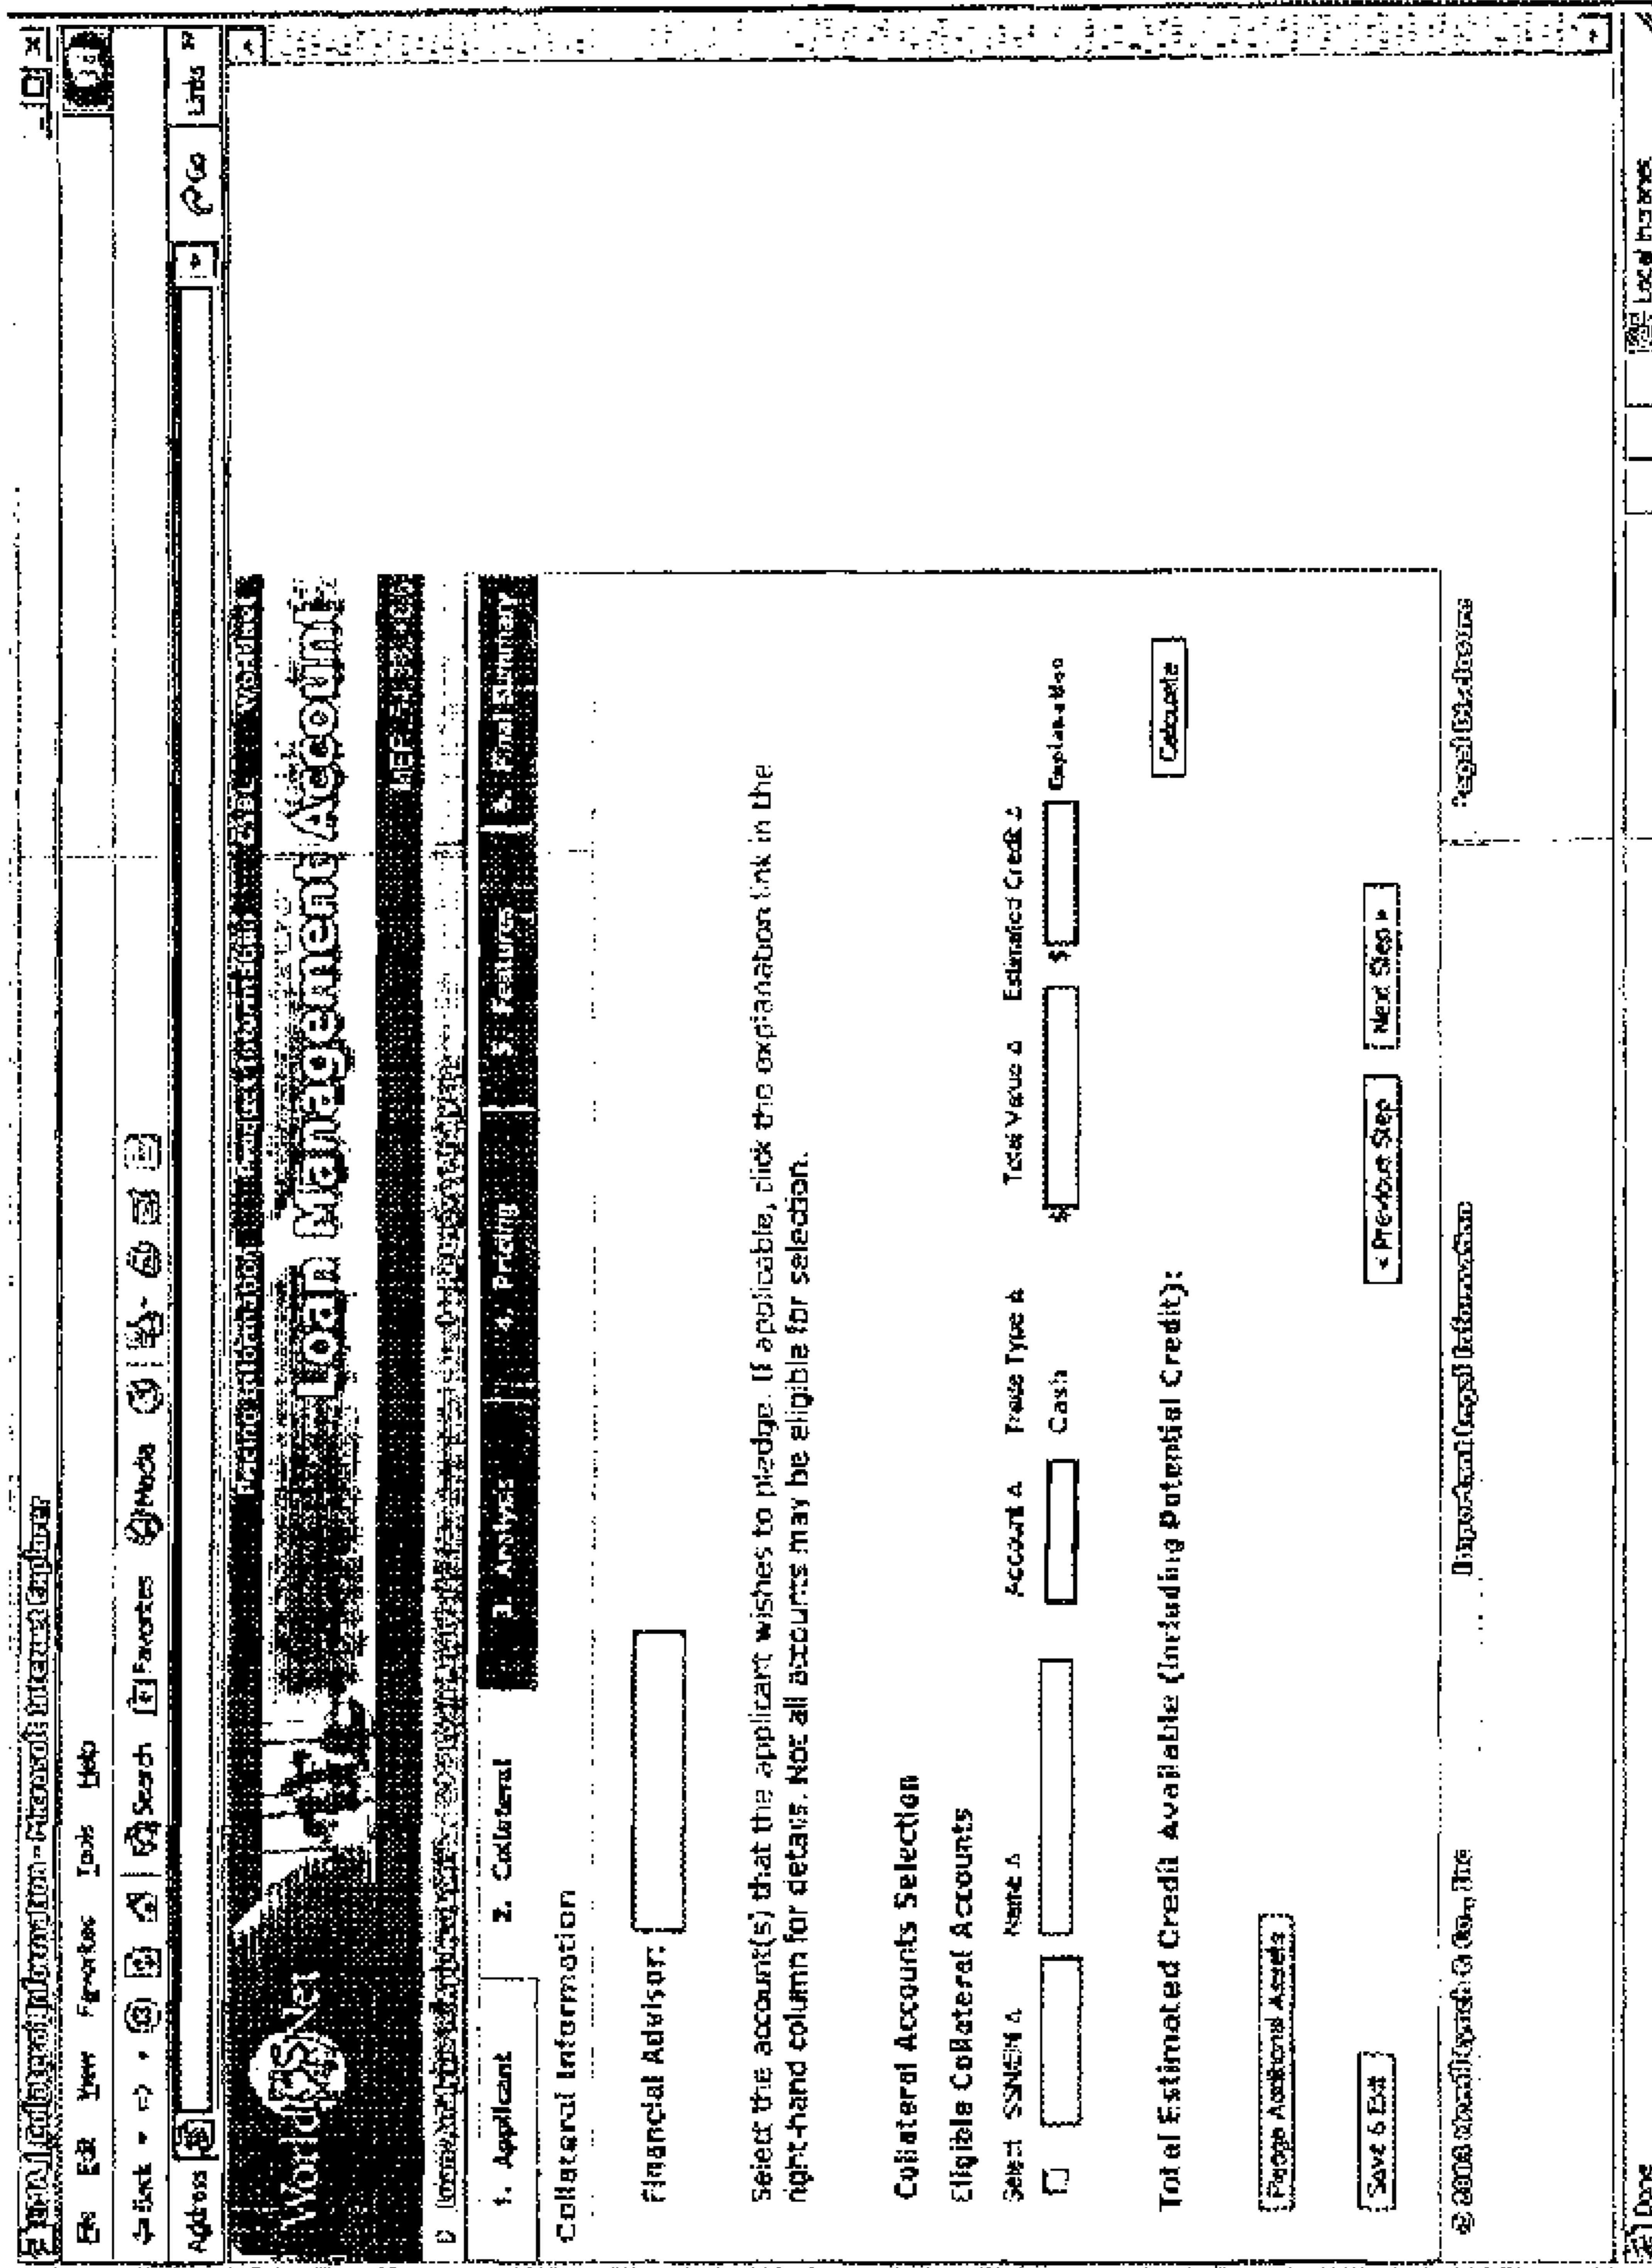 LMA | Collateral Information - Microsoft Internet Explorer
File Edit View Favorites Tools Help
Back Search Favorites Media
Address Go Links
WorldNet
Loan Management Account
1. Applicant 2. Collateral 3. Analysis 4. Pricing 5. Features 6. Final Summary
Collateral Information
Financial Advisor:
Select the account(s) that the applicant wishes to pledge. If applicable, click the explanation link in the
right-hand column for details. Not all accounts may be eligible for selection.
Collateral Accounts Selection
Eligible Collateral Accounts
Select SSN/EIN Δ Name Δ Account Δ Trade Type Δ Total Value Δ Estimated Credit Δ
Cash $ $ Explanation
Total Estimated Credit Available (Including Potential Credit): Calculate
Pledge Additional Assets
Save & Exit < Previous Step Next Step >
Important Legal Information Legal Disclosure
Done Local intranet